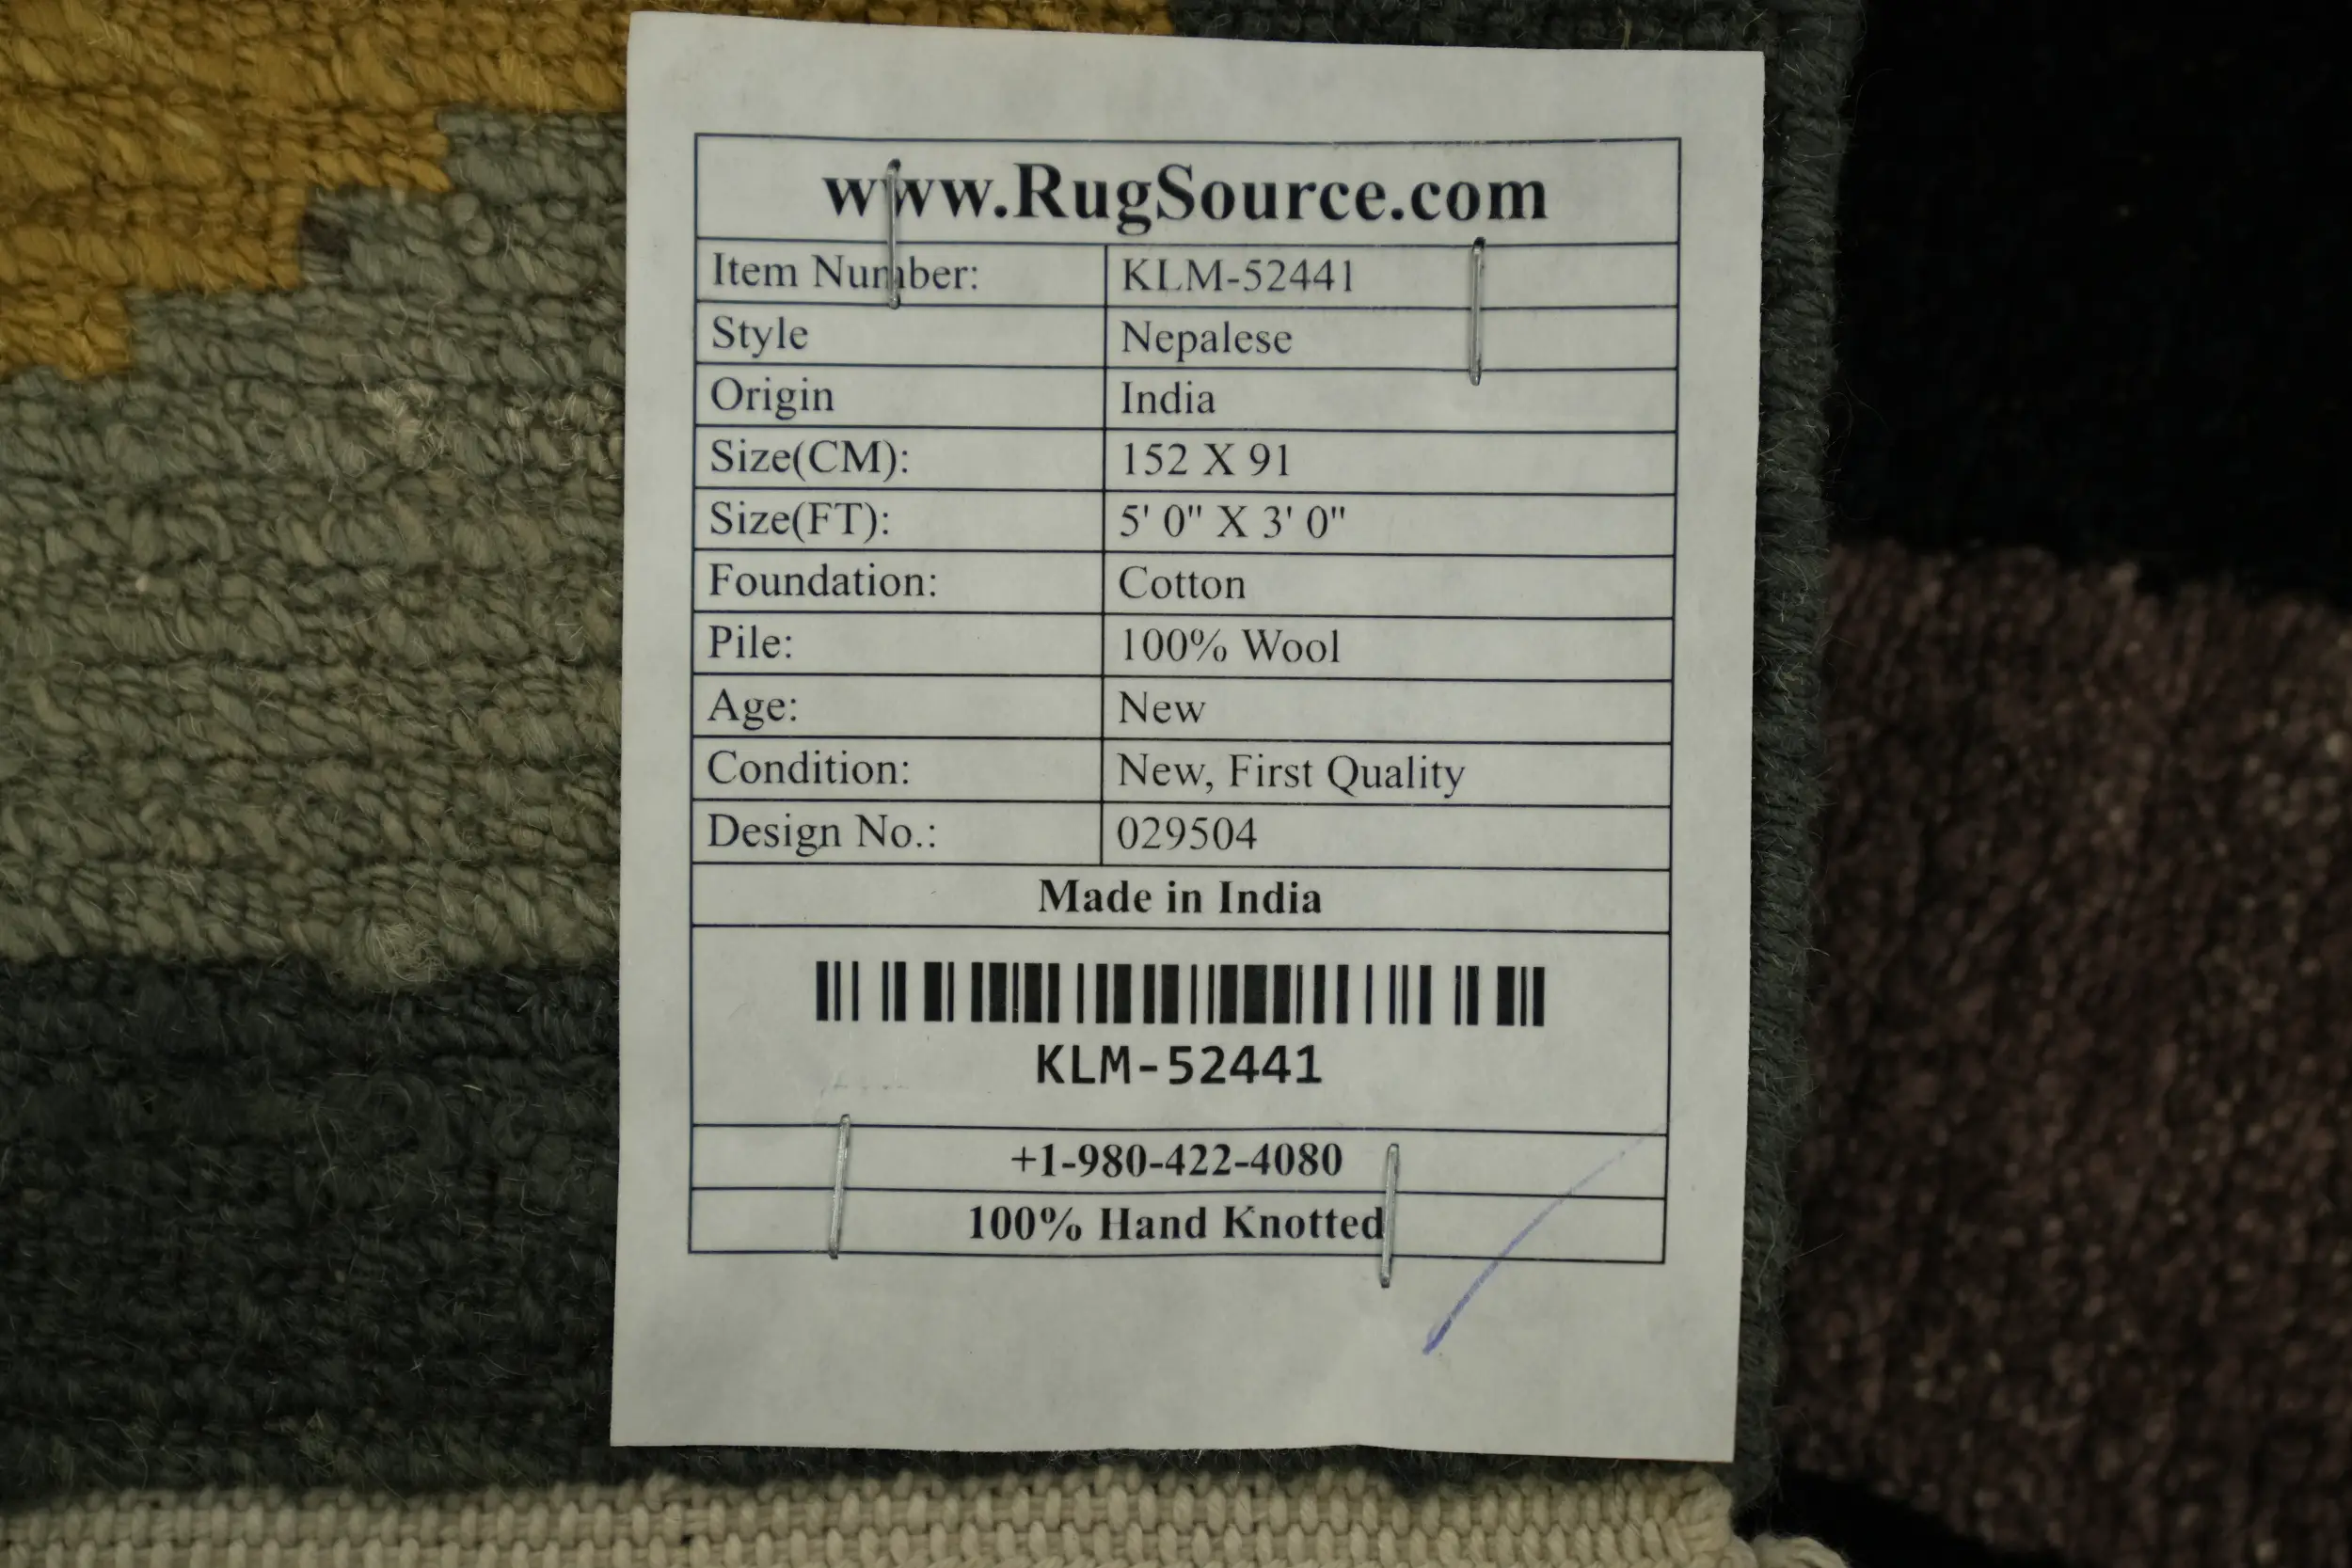 www.RugSource.com
Item Number: KLM-52441
Style Nepalese
Origin India
Size(CM): 152 X 91
Size(FT): 5' 0" X 3' 0"
Foundation: Cotton
Pile: 100% Wool
Age: New
Condition: New, First Quality
Design No.: 029504
Made in India
KLM-52441
+1-980-422-4080
100% Hand Knotted